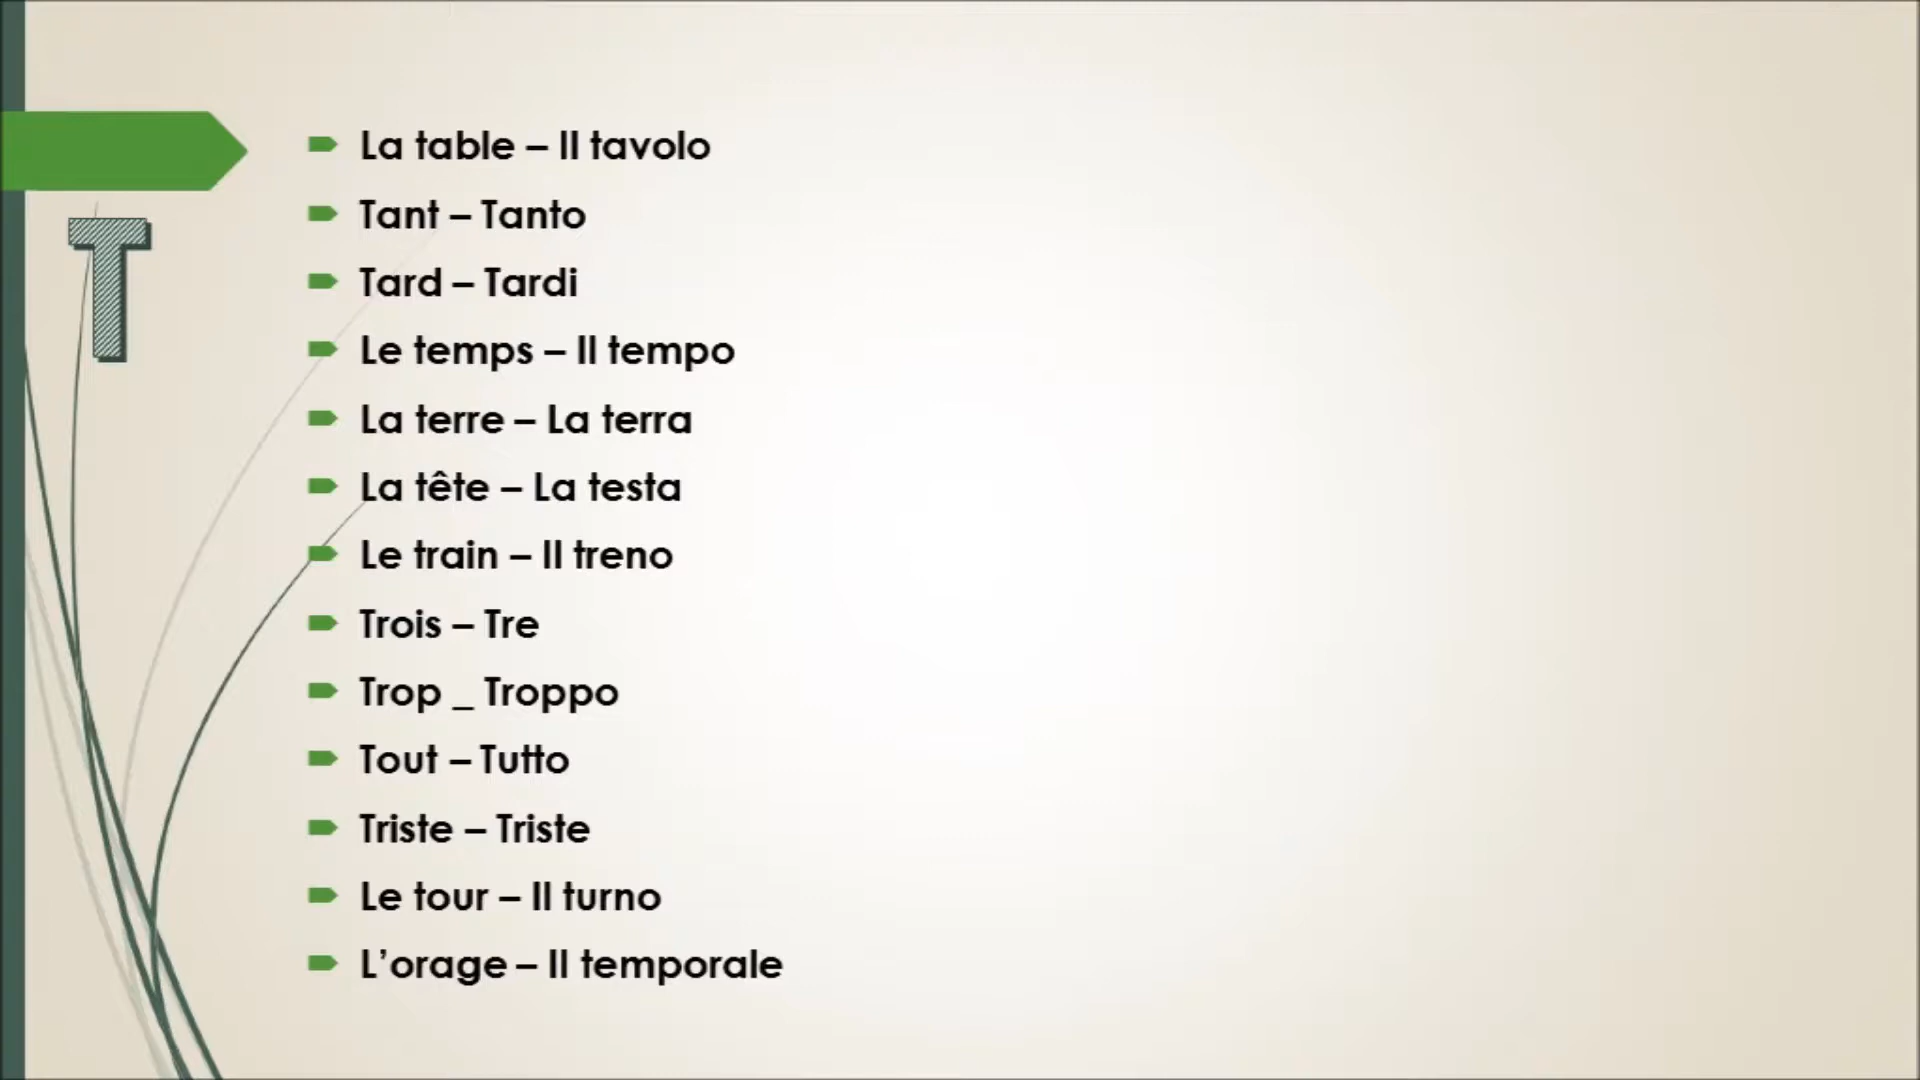 T
La table – Il tavolo
Tant – Tanto
Tard – Tardi
Le temps – Il tempo
La terre – La terra
La tête – La testa
Le train – Il treno
Trois – Tre
Trop _ Troppo
Tout – Tutto
Triste – Triste
Le tour – Il turno
L’orage – Il temporale